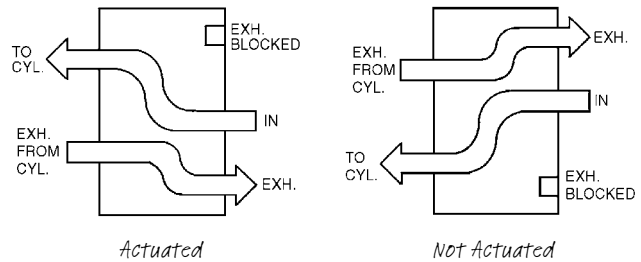 EXH.
BLOCKED
TO
CYL.
IN
EXH.
FROM
CYL.
EXH.
Actuated
EXH.
EXH.
FROM
CYL.
IN
TO
CYL.
EXH.
BLOCKED
Not Actuated